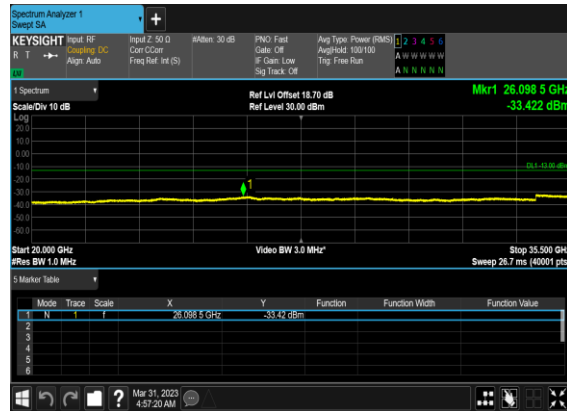 Spectrum Analyzer 1
Swept SA
+
KEYSIGHT
R T
LXI
Input: RF
Coupling: DC
Align: Auto
Input Z: 50 Ω
Corr CCorr
Freq Ref: Int (S)
#Atten: 30 dB
PNO: Fast
Gate: Off
IF Gain: Low
Sig Track: Off
Avg Type: Power (RMS)
Avg|Hold: 100/100
Trig: Free Run
1 2 3 4 5 6
A W W W W W
A N N N N N
1 Spectrum
Scale/Div 10 dB
Ref Lvl Offset 18.70 dB
Ref Level 30.00 dBm
Mkr1 26.098 5 GHz
-33.422 dBm
Log
20.0
10.0
0.00
-10.0
-20.0
-30.0
-40.0
-50.0
-60.0
DL1 -13.00 dBm
1
Start 20.000 GHz
#Res BW 1.0 MHz
Video BW 3.0 MHz*
Stop 35.500 GHz
Sweep 26.7 ms (40001 pts)
5 Marker Table
Mode Trace Scale X Y Function Function Width Function Value
1 N 1 f 26.098 5 GHz -33.42 dBm
2
3
4
5
6
?
Mar 31, 2023
4:57:20 AM